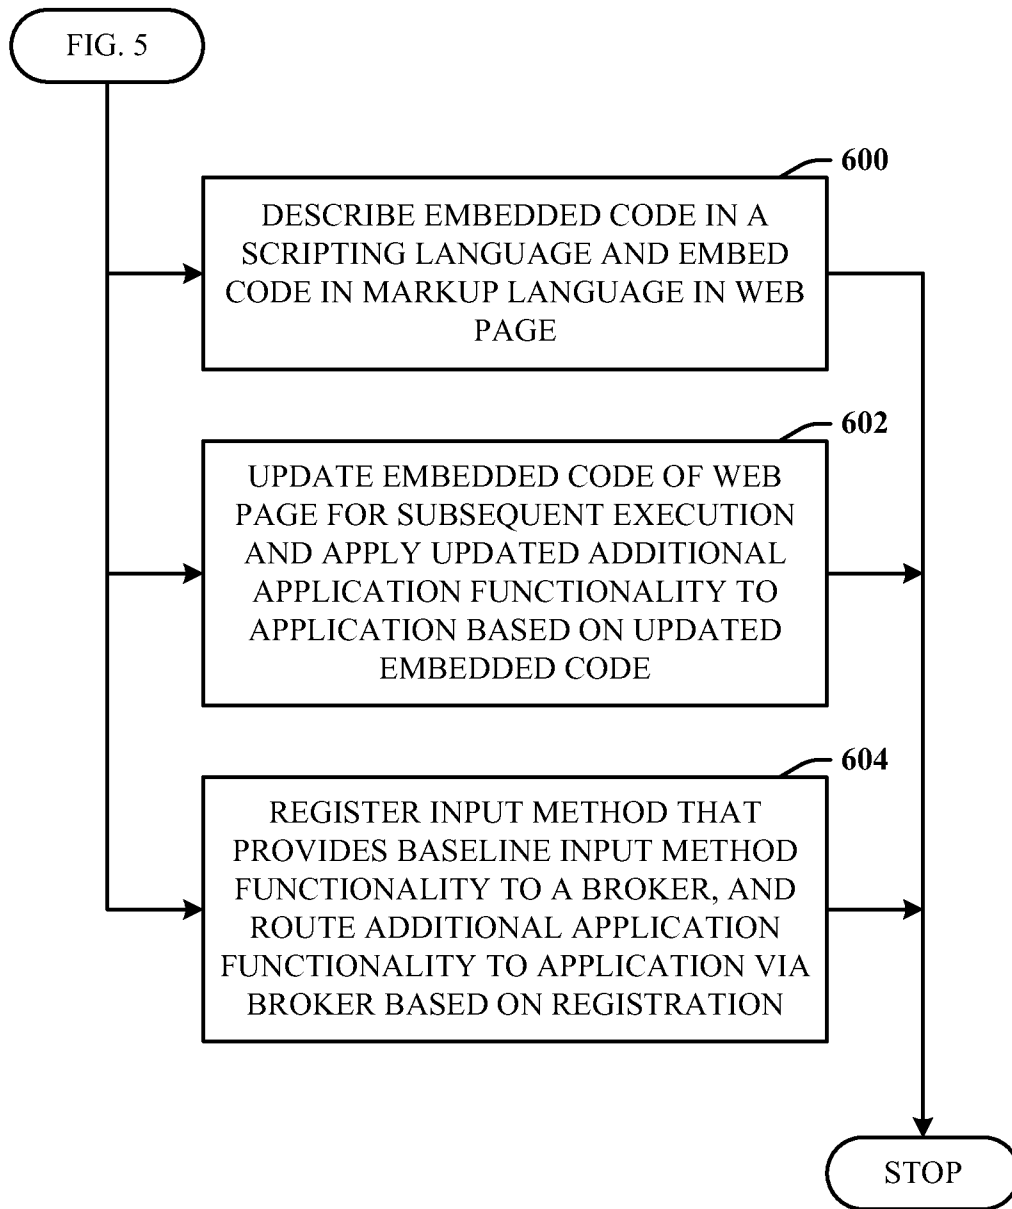 FIG. 5
600
DESCRIBE EMBEDDED CODE IN A
SCRIPTING LANGUAGE AND EMBED
CODE IN MARKUP LANGUAGE IN WEB
PAGE
602
UPDATE EMBEDDED CODE OF WEB
PAGE FOR SUBSEQUENT EXECUTION
AND APPLY UPDATED ADDITIONAL
APPLICATION FUNCTIONALITY TO
APPLICATION BASED ON UPDATED
EMBEDDED CODE
604
REGISTER INPUT METHOD THAT
PROVIDES BASELINE INPUT METHOD
FUNCTIONALITY TO A BROKER, AND
ROUTE ADDITIONAL APPLICATION
FUNCTIONALITY TO APPLICATION VIA
BROKER BASED ON REGISTRATION
STOP